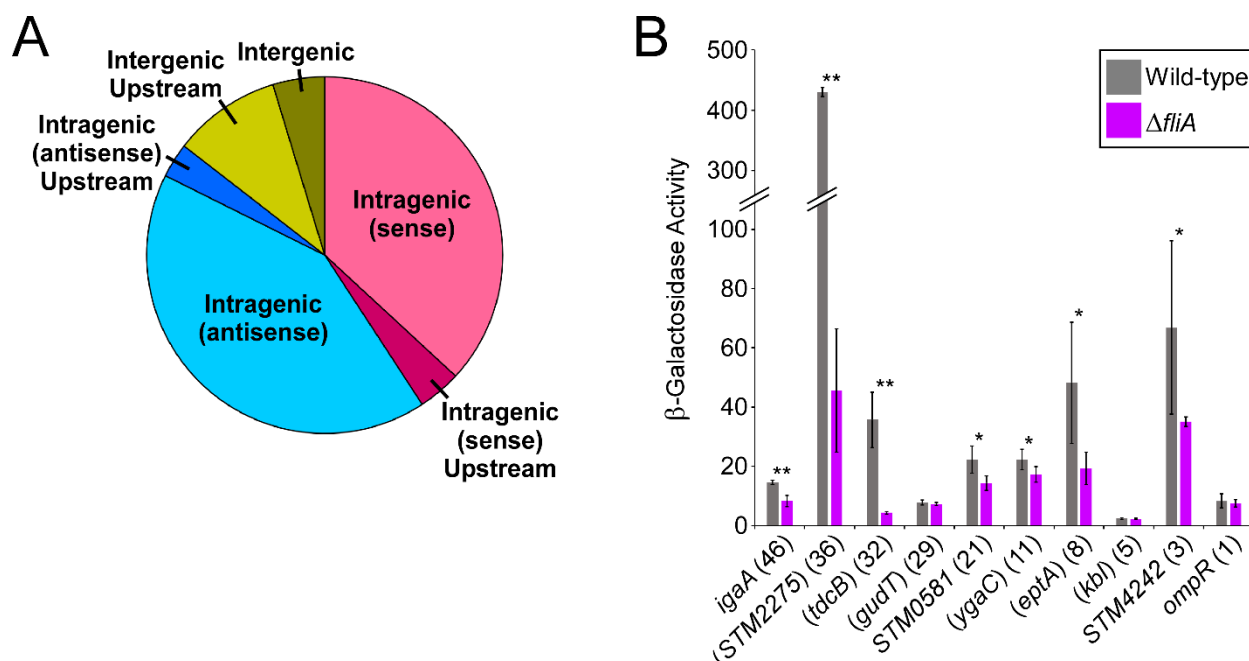 A
Intergenic
Upstream
Intergenic
Intragenic
(antisense)
Upstream
Intragenic
(sense)
Intragenic
(antisense)
Intragenic
(sense)
Upstream
B
β-Galactosidase Activity
500
400
300
100
80
60
40
20
0
**
**
**
*
*
*
*
Wild-type
ΔfliA
igaA (46)
(STM2275) (36)
(tdcB) (32)
(gudT) (29)
STM0581 (21)
(ygaC) (11)
(eptA) (8)
(kbl) (5)
STM4242 (3)
ompR (1)